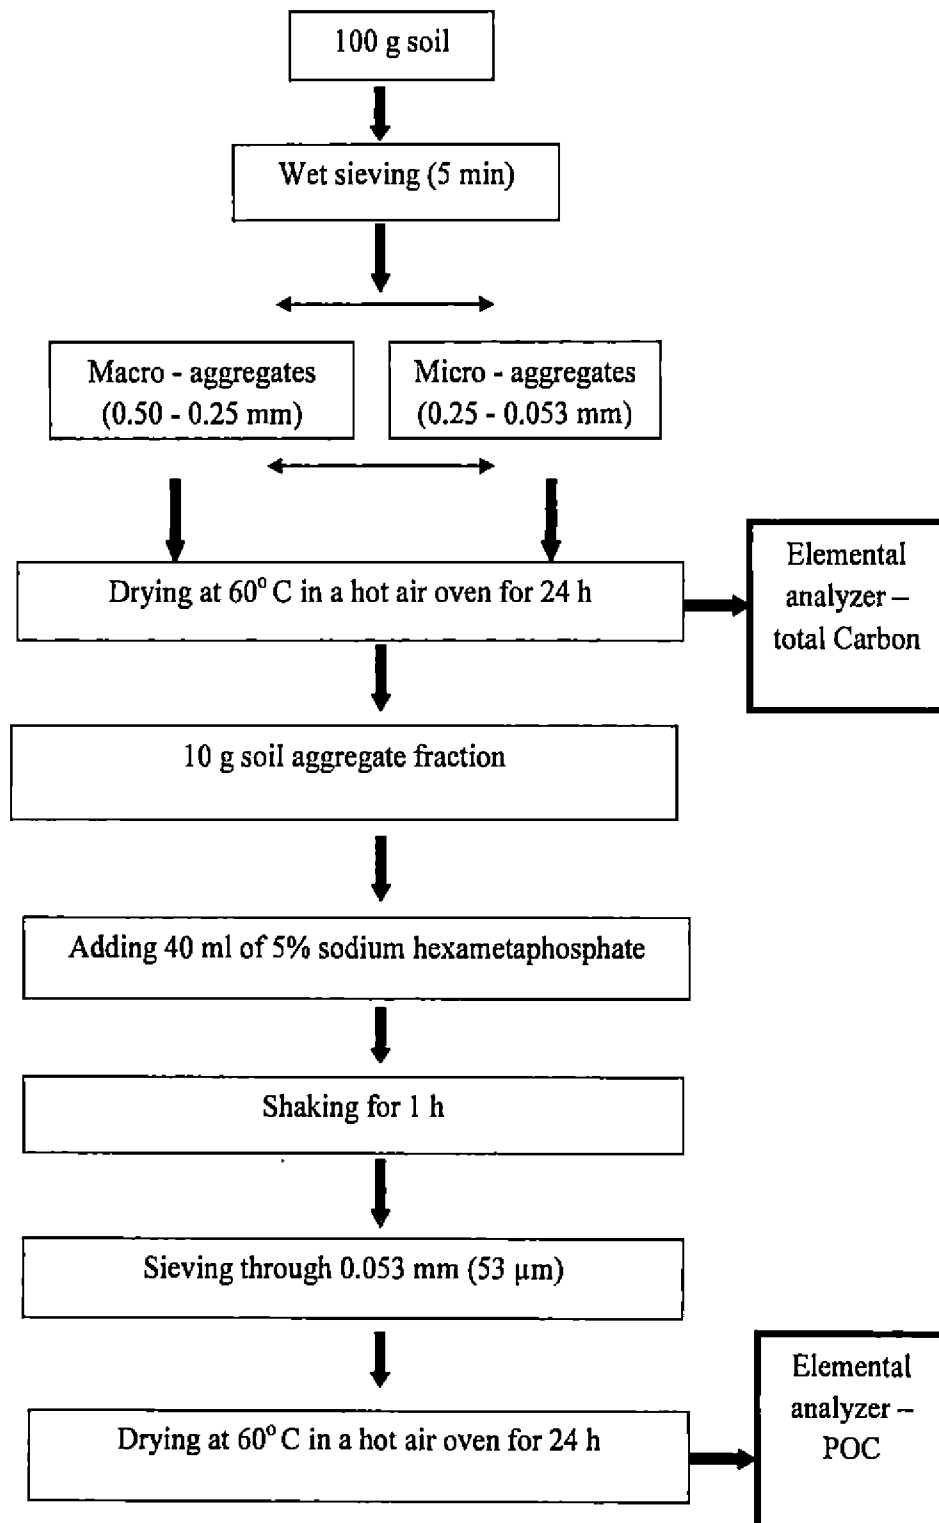 100 g soil
Wet sieving (5 min)
Macro - aggregates
(0.50 - 0.25 mm)
Micro - aggregates
(0.25 - 0.053 mm)
Drying at 60° C in a hot air oven for 24 h
Elemental
analyzer –
total Carbon
10 g soil aggregate fraction
Adding 40 ml of 5% sodium hexametaphosphate
Shaking for 1 h
Sieving through 0.053 mm (53 µm)
Drying at 60° C in a hot air oven for 24 h
Elemental
analyzer –
POC